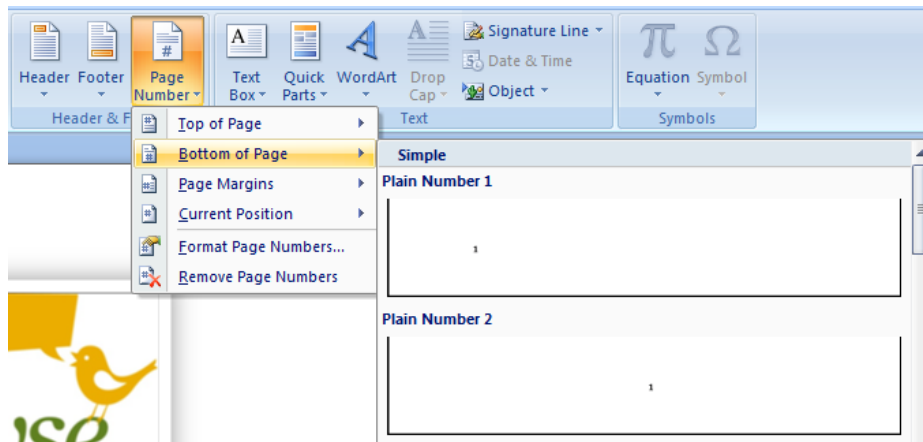 Header Footer Page Number
Text Box Quick Parts WordArt Drop Cap
Signature Line
Date & Time
Object
Equation Symbol
Header & F
Text
Symbols
Top of Page
Bottom of Page
Page Margins
Current Position
Format Page Numbers...
Remove Page Numbers
Simple
Plain Number 1
1
Plain Number 2
1